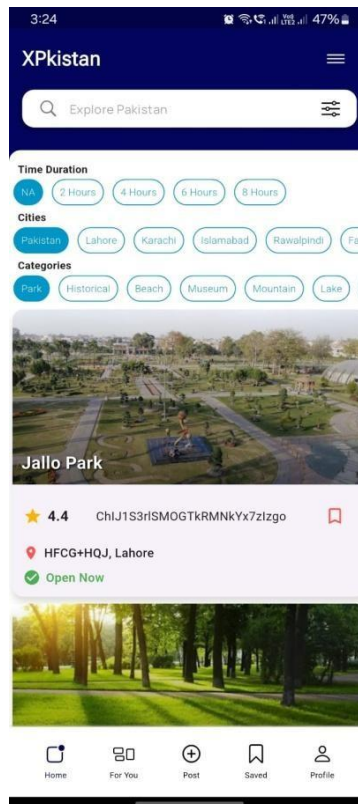 3:24 47%
XPkistan
Explore Pakistan
Time Duration
NA 2 Hours 4 Hours 6 Hours 8 Hours
Cities
Pakistan Lahore Karachi Islamabad Rawalpindi Fa
Categories
Park Historical Beach Museum Mountain Lake
Jallo Park
4.4 ChIJ1S3rISMOGTkRMNkYx7zIzgo
HFCG+HQJ, Lahore
Open Now
Home For You Post Saved Profile